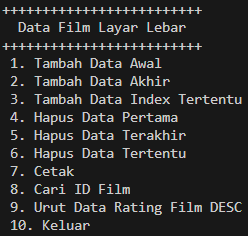 +++++++++++++++++++++++++
Data Film Layar Lebar
+++++++++++++++++++++++++
1. Tambah Data Awal
2. Tambah Data Akhir
3. Tambah Data Index Tertentu
4. Hapus Data Pertama
5. Hapus Data Terakhir
6. Hapus Data Tertentu
7. Cetak
8. Cari ID Film
9. Urut Data Rating Film DESC
10. Keluar